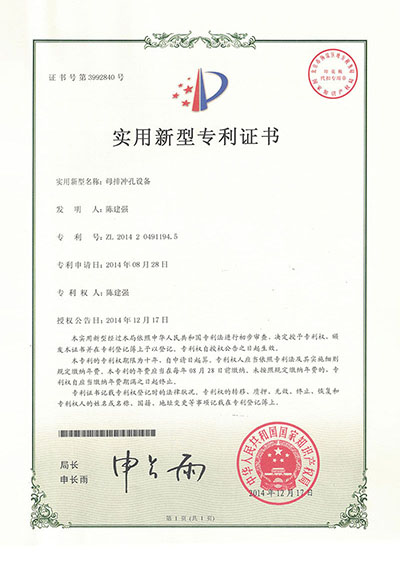 证书号第3992840号
实用新型专利证书
实用新型名称:母排冲孔设备
发 明 人:陈建强
专 利 号:ZL 2014 2 0491194.5
专利申请日:2014年08月28日
专 利 权 人:陈建强
授权公告日:2014年12月17日
本实用新型经过本局依照中华人民共和国专利法进行初步审查,决定授予专利权,颁
发本证书并在专利登记簿上予以登记。专利权自授权公告之日起生效。
本专利的专利权期限为十年,自申请日起算。专利权人应当依照专利法及其实施细则
规定缴纳年费。本专利的年费应当在每年08月28日前缴纳。未按照规定缴纳年费的,专
利权自应当缴纳年费期满之日起终止。
专利证书记载专利权登记时的法律状况。专利权的转移、质押、无效、终止、恢复和
专利权人的姓名或名称、国籍、地址变更等事项记载在专利登记簿上。
局长
申长雨
申长雨
中华人民共和国国家知识产权局
2014年12月17日
第1页(共1页)